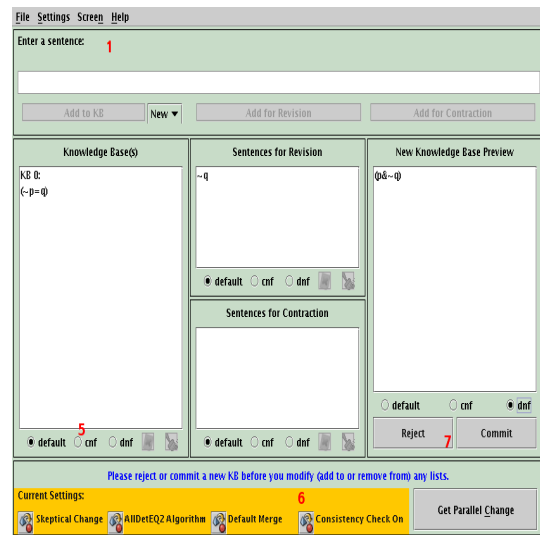 File Settings Screen Help
Enter a sentence: 1
Add to KB New Add for Revision Add for Contraction
Knowledge Base(s) Sentences for Revision New Knowledge Base Preview
KB 0:
(~p=q)
~q
(p&~q)
default cnf dnf
Sentences for Contraction
default cnf dnf
Reject 7 Commit
5
default cnf dnf
default cnf dnf
Please reject or commit a new KB before you modify (add to or remove from) any lists.
Current Settings: 6
Skeptical Change AllDetEQ2 Algorithm Default Merge Consistency Check On
Get Parallel Change